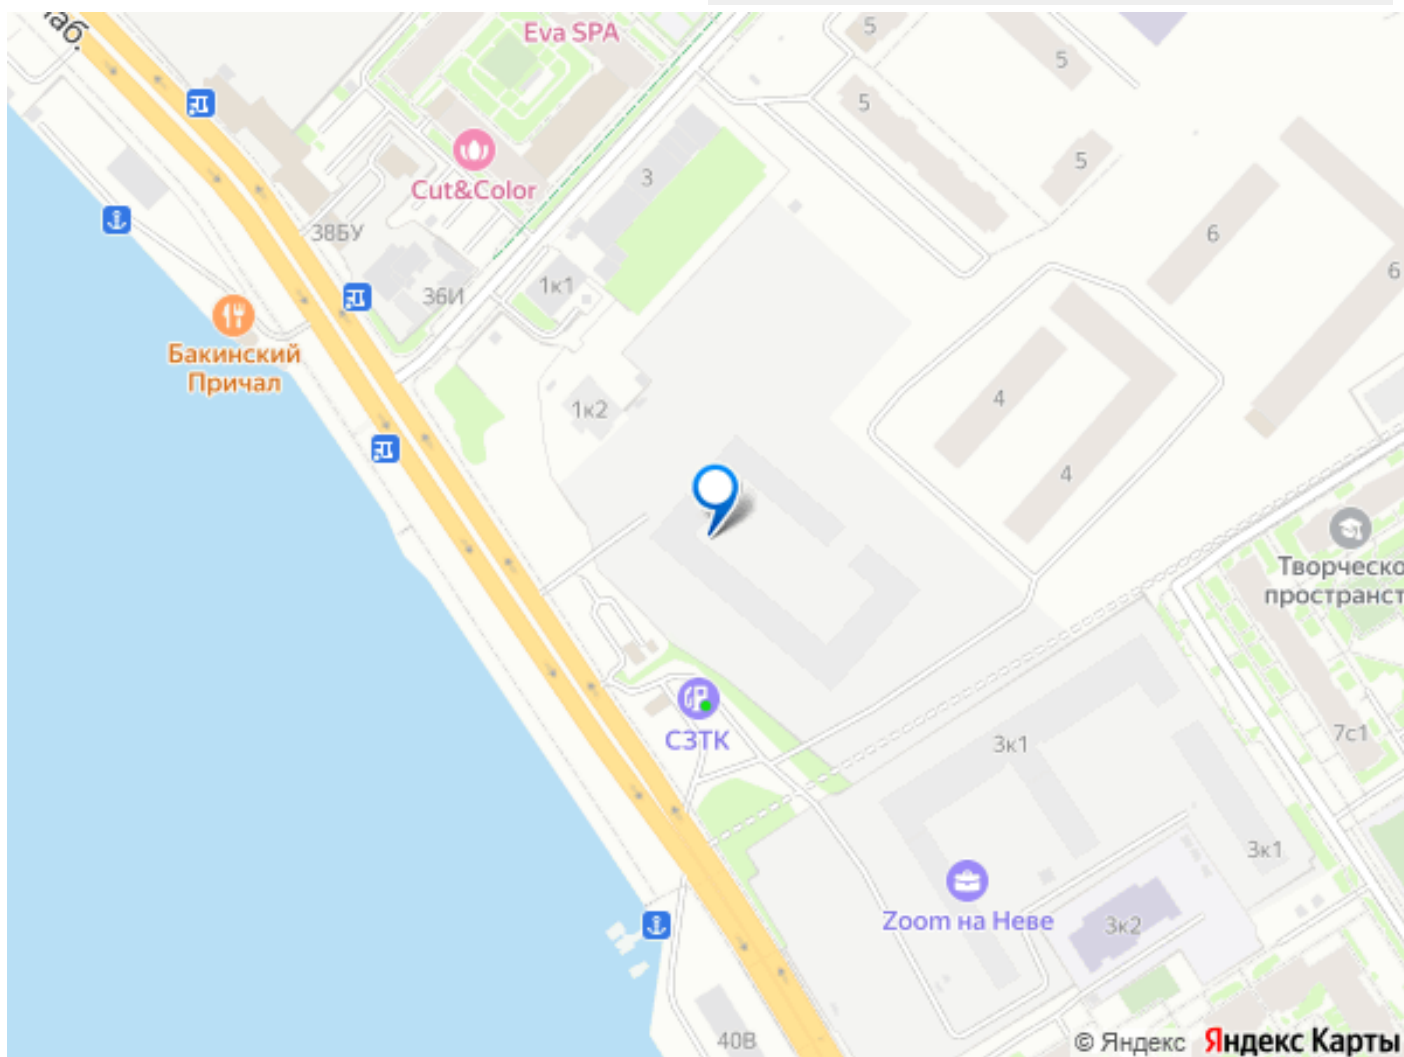 наб.
Eva SPA
5
5
5
5
Cut&Color
3
38БУ
6
6
36И
1к1
Бакинский
Причал
1к2
4
4
Творческо
пространст
СЗТК
3к1
7с1
3к1
Zoom на Неве
3к2
40В
© Яндекс Яндекс Карты